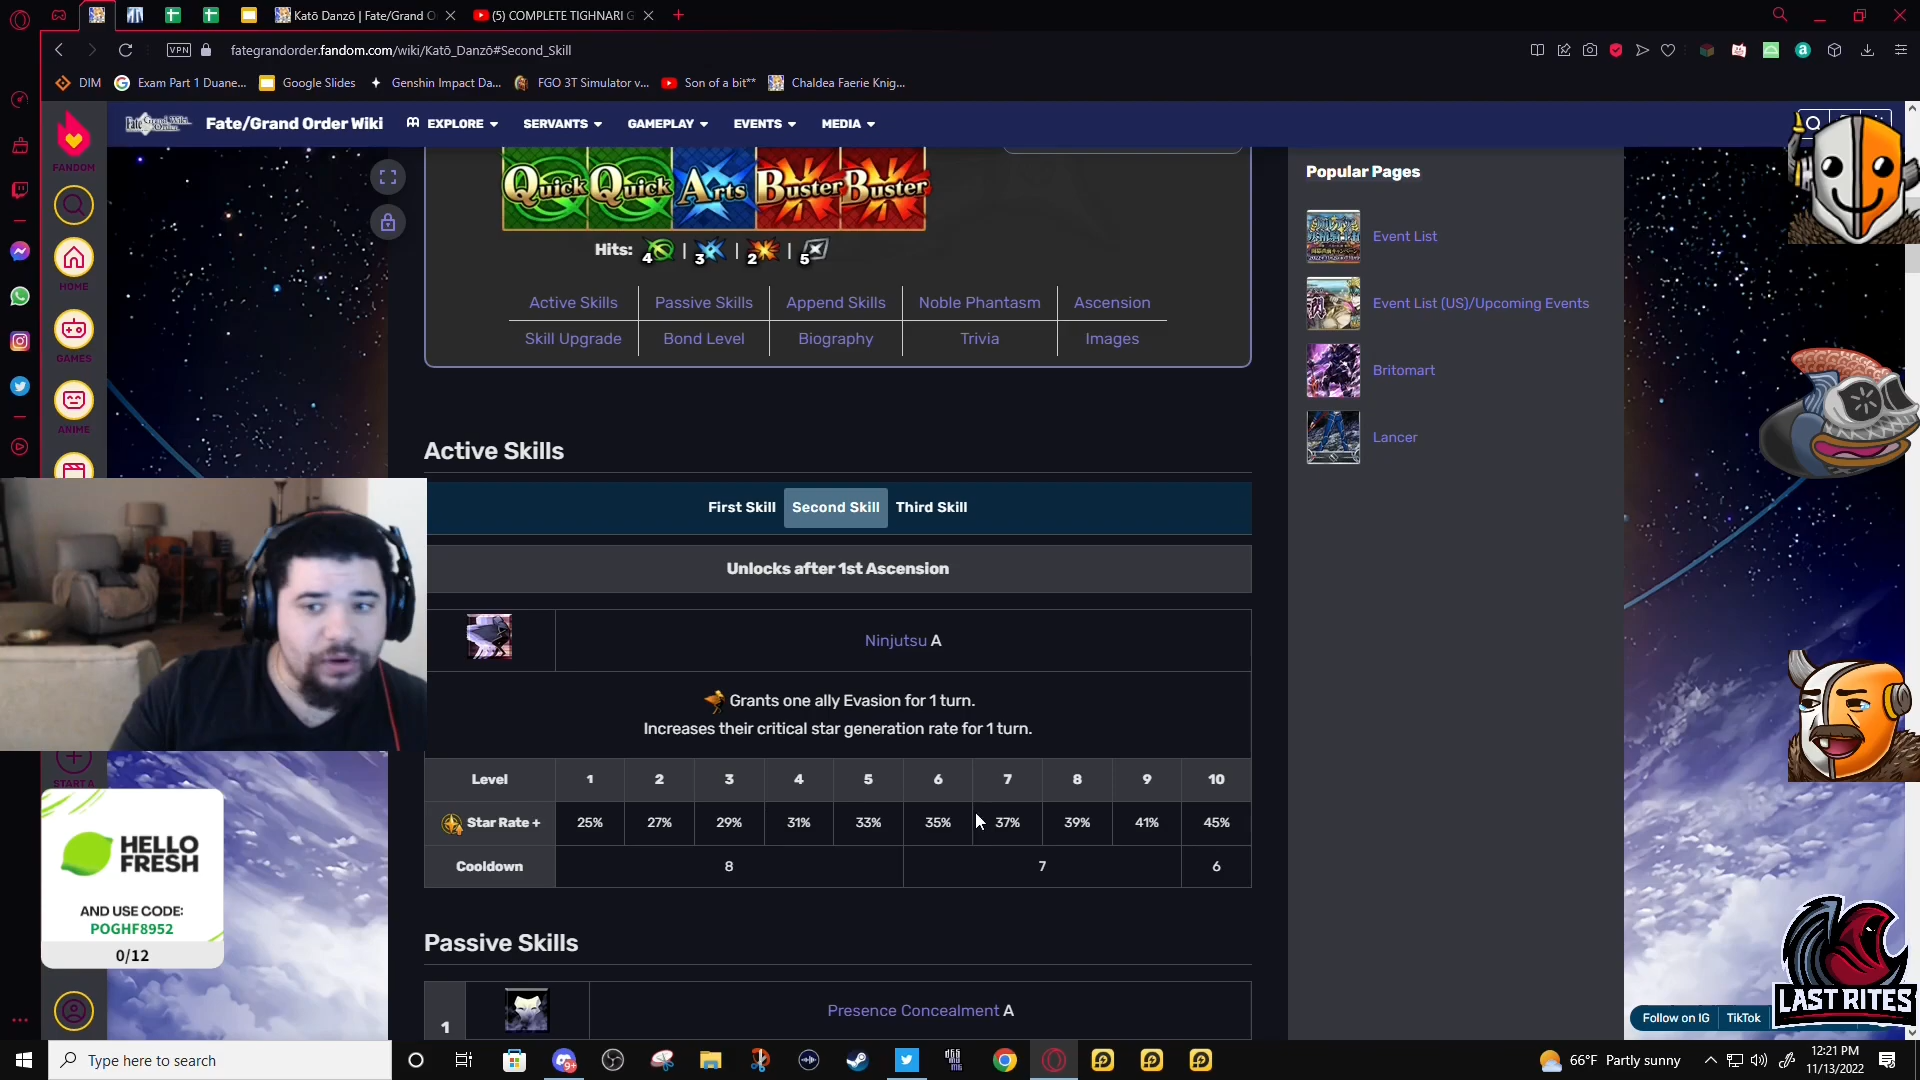 Katō Danzō | Fate/Grand O
(5) COMPLETE TIGHNARI G
VPN
fategrandorder.fandom.com/wiki/Katō_Danzō#Second_Skill
DIM
Exam Part 1 Duane...
Google Slides
Genshin Impact Da...
FGO 3T Simulator v...
Son of a bit**
Chaldea Faerie Knig...
Fate/Grand Order Wiki
EXPLORE
SERVANTS
GAMEPLAY
EVENTS
MEDIA
FANDOM
HOME
GAMES
ANIME
START A
Quick Quick Arts Buster Buster
Hits: 4 | 3 | 2 | 5
Active Skills Passive Skills Append Skills Noble Phantasm Ascension
Skill Upgrade Bond Level Biography Trivia Images
Popular Pages
Event List
Event List (US)/Upcoming Events
Britomart
Lancer
Active Skills
First Skill Second Skill Third Skill
Unlocks after 1st Ascension
Ninjutsu A
Grants one ally Evasion for 1 turn.
Increases their critical star generation rate for 1 turn.
Level 1 2 3 4 5 6 7 8 9 10
Star Rate + 25% 27% 29% 31% 33% 35% 37% 39% 41% 45%
Cooldown 8 7 6
Passive Skills
1
Presence Concealment A
HELLO
FRESH
AND USE CODE:
POGHF8952
0/12
LAST RITES
Follow on IG
TikTok
Type here to search
9+
66°F Partly sunny
12:21 PM
11/13/2022